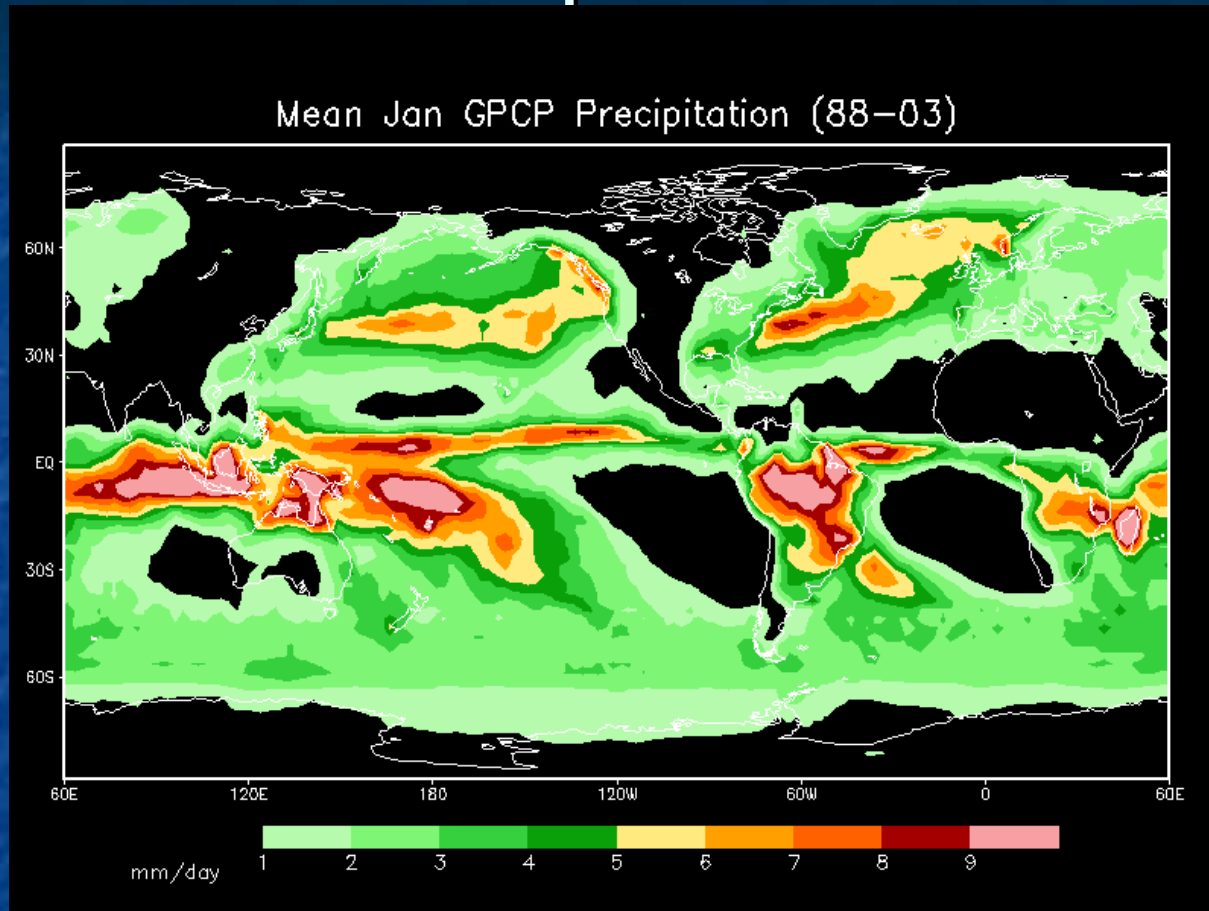 Mean Jan GPCP Precipitation (88-03)
60N
30N
EQ
30S
60S
60E 120E 180 120W 60W 0 60E
1 2 3 4 5 6 7 8 9
mm/day